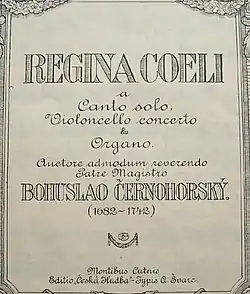 REGINA COELI
a
Canto solo,
Violoncello concerto
&
Organo.
Auctore admodum reverendo
Patre Magistro
BOHUSLAO ČERNOHORSKÝ.
(1682-1742)
Montibus Cutnis
Editio „Česká Hudba" Typis A. Švarc